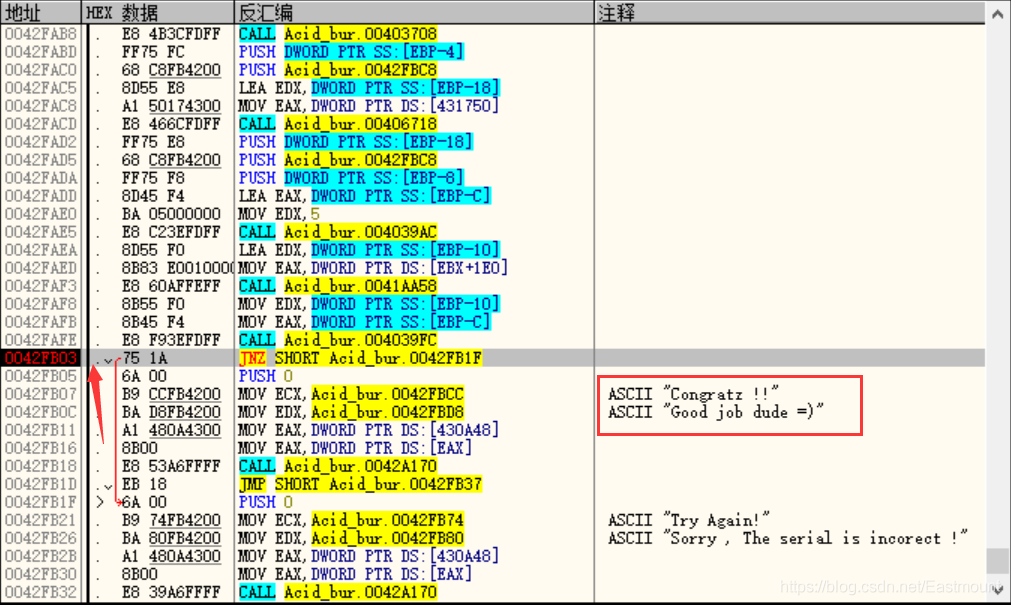 地址 HEX 数据 反汇编 注释
0042FAB8 . E8 4B3CFDFF CALL Acid_bur.00403708
0042FABD . FF75 FC PUSH DWORD PTR SS:[EBP-4]
0042FAC0 . 68 C8FB4200 PUSH Acid_bur.0042FBC8
0042FAC5 . 8D55 E8 LEA EDX,DWORD PTR SS:[EBP-18]
0042FAC8 . A1 50174300 MOV EAX,DWORD PTR DS:[431750]
0042FACD . E8 466CFDFF CALL Acid_bur.00406718
0042FAD2 . FF75 E8 PUSH DWORD PTR SS:[EBP-18]
0042FAD5 . 68 C8FB4200 PUSH Acid_bur.0042FBC8
0042FADA . FF75 F8 PUSH DWORD PTR SS:[EBP-8]
0042FADD . 8D45 F4 LEA EAX,DWORD PTR SS:[EBP-C]
0042FAE0 . BA 05000000 MOV EDX,5
0042FAE5 . E8 C23EFDFF CALL Acid_bur.004039AC
0042FAEA . 8D55 F0 LEA EDX,DWORD PTR SS:[EBP-10]
0042FAED . 8B83 E0010000 MOV EAX,DWORD PTR DS:[EBX+1E0]
0042FAF3 . E8 60AFFEFF CALL Acid_bur.0041AA58
0042FAF8 . 8B55 F0 MOV EDX,DWORD PTR SS:[EBP-10]
0042FAFB . 8B45 F4 MOV EAX,DWORD PTR SS:[EBP-C]
0042FAFE . E8 F93EFDFF CALL Acid_bur.004039FC
0042FB03 . 75 1A JNZ SHORT Acid_bur.0042FB1F
0042FB05 . 6A 00 PUSH 0
0042FB07 . B9 CCFB4200 MOV ECX,Acid_bur.0042FBCC ASCII "Congratz !!"
0042FB0C . BA D8FB4200 MOV EDX,Acid_bur.0042FBD8 ASCII "Good job dude =)"
0042FB11 . A1 480A4300 MOV EAX,DWORD PTR DS:[430A48]
0042FB16 . 8B00 MOV EAX,DWORD PTR DS:[EAX]
0042FB18 . E8 53A6FFFF CALL Acid_bur.0042A170
0042FB1D . EB 18 JMP SHORT Acid_bur.0042FB37
0042FB1F > 6A 00 PUSH 0
0042FB21 . B9 74FB4200 MOV ECX,Acid_bur.0042FB74 ASCII "Try Again!"
0042FB26 . BA 80FB4200 MOV EDX,Acid_bur.0042FB80 ASCII "Sorry , The serial is incorect !"
0042FB2B . A1 480A4300 MOV EAX,DWORD PTR DS:[430A48]
0042FB30 . 8B00 MOV EAX,DWORD PTR DS:[EAX]
0042FB32 . E8 39A6FFFF CALL Acid_bur.0042A170
https://blog.csdn.net/Eastmount